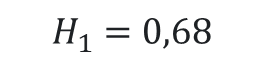 H₁ = 0,68